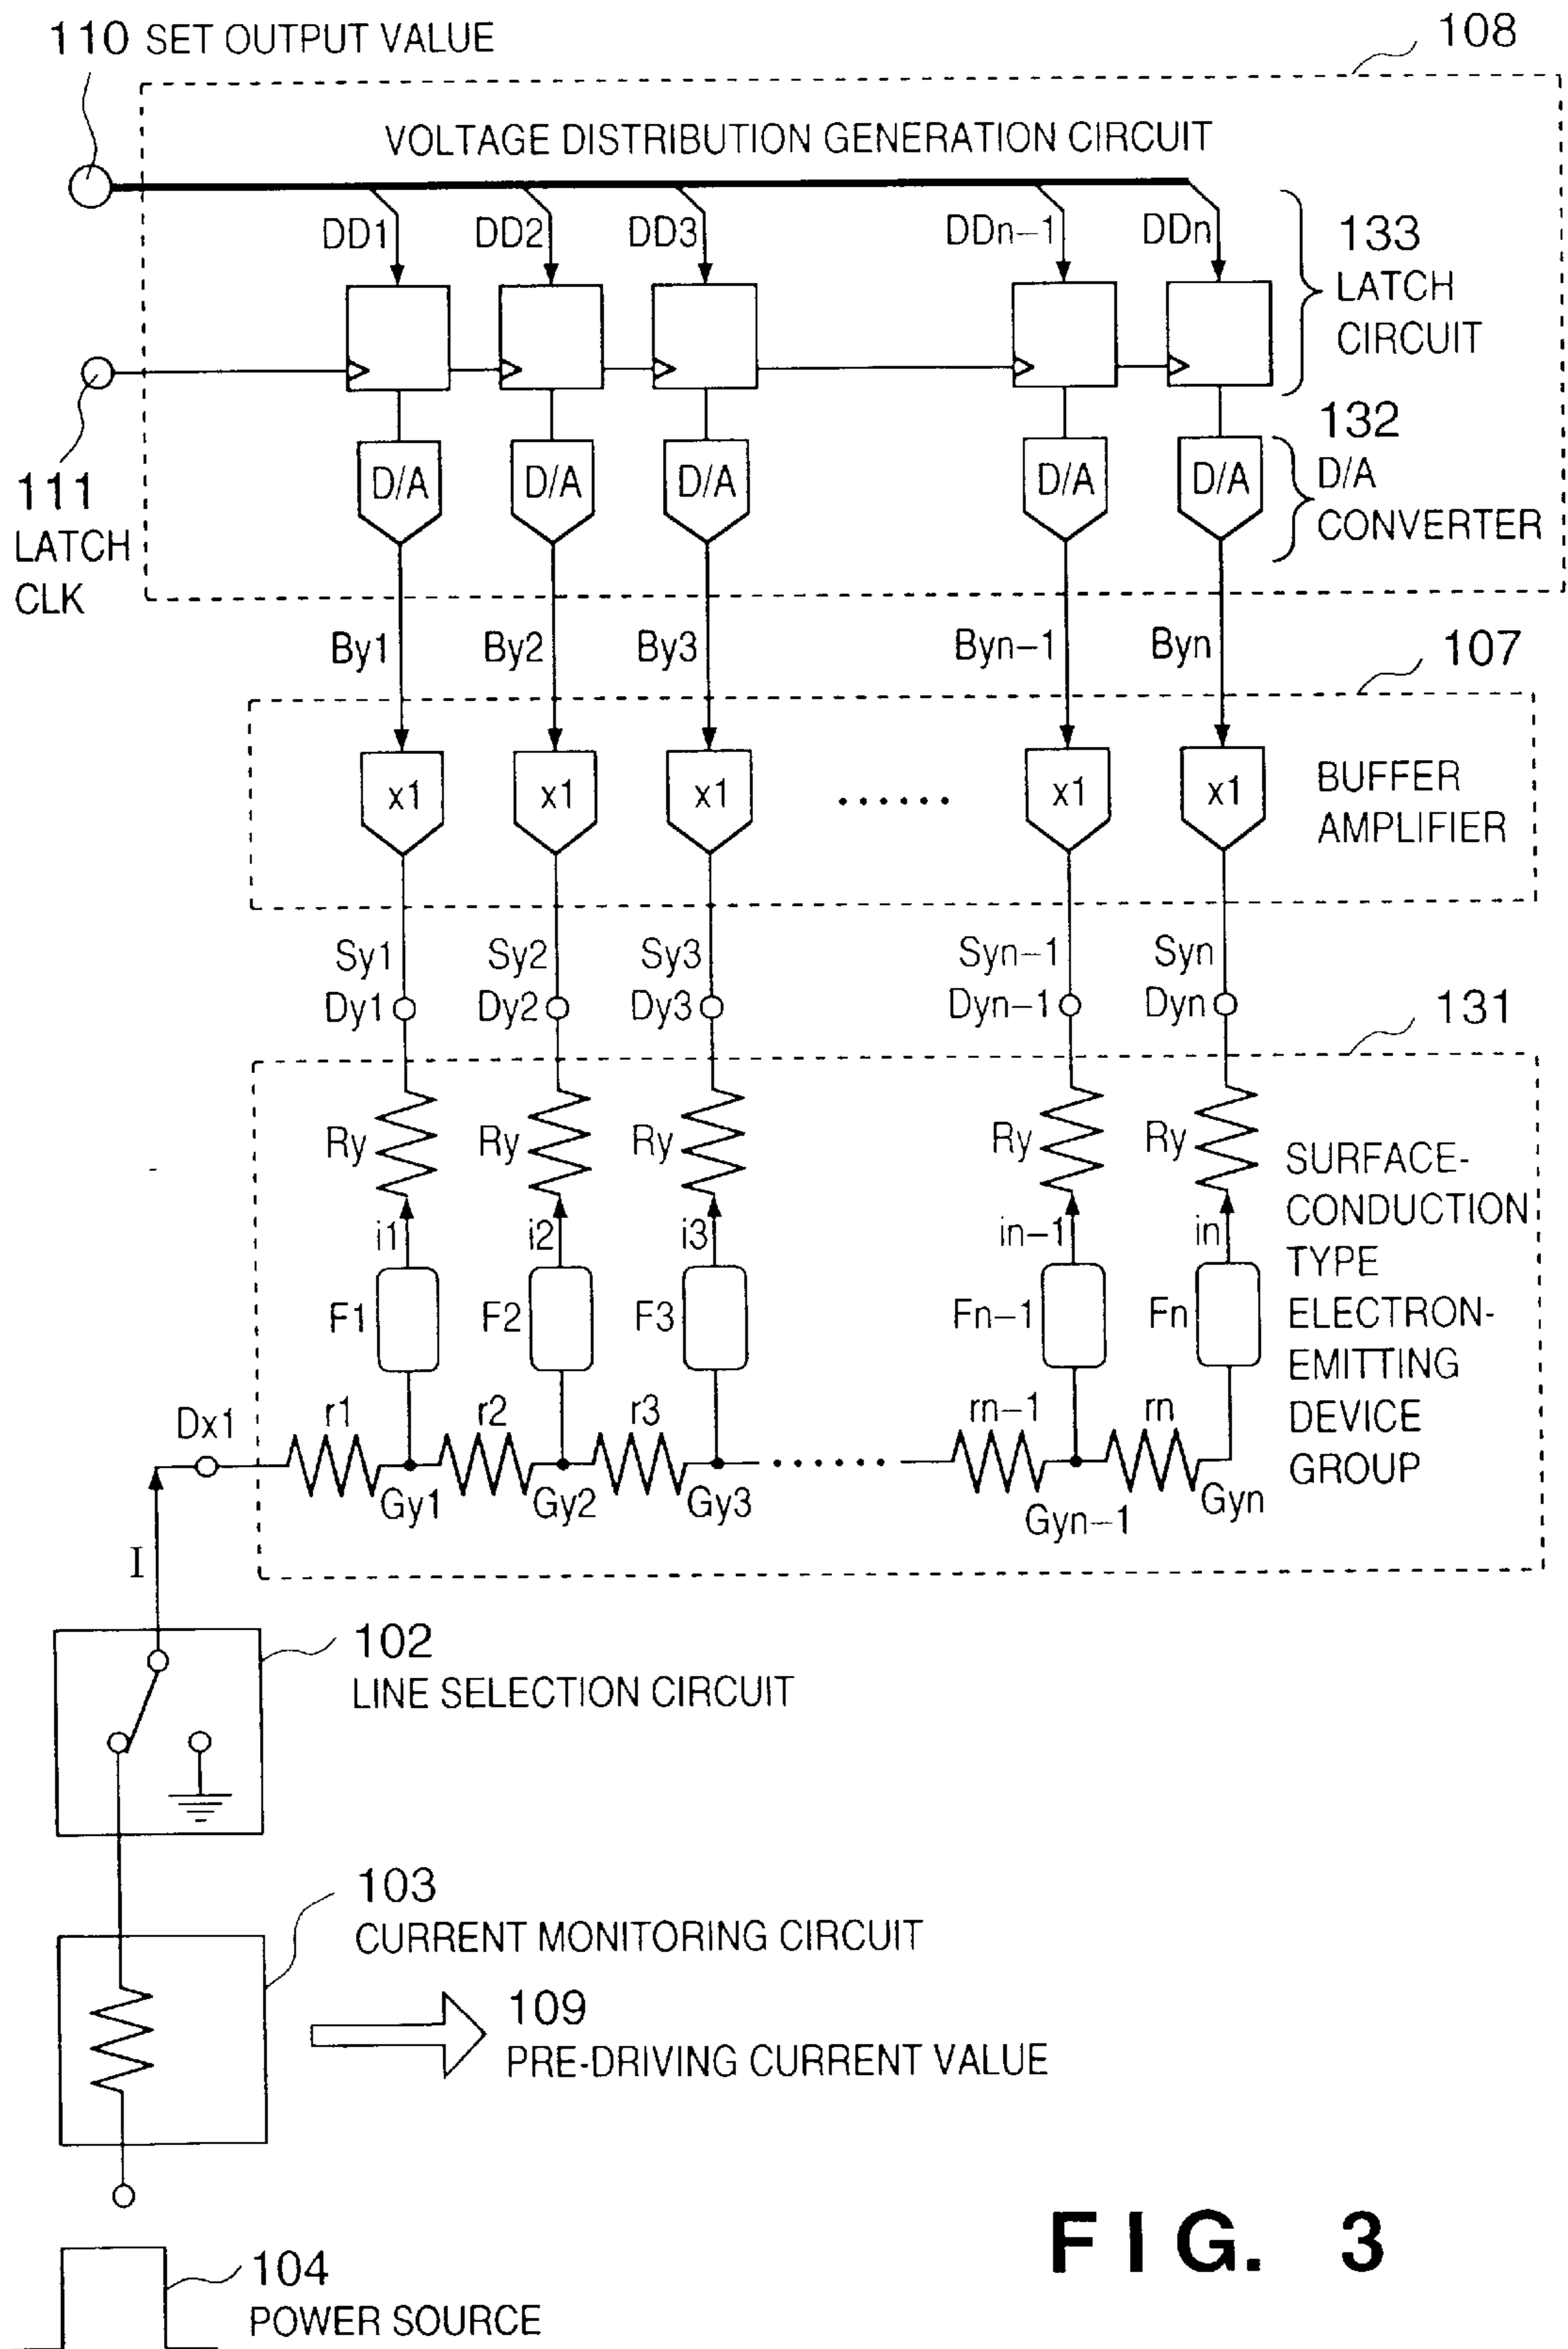 110 SET OUTPUT VALUE
108
VOLTAGE DISTRIBUTION GENERATION CIRCUIT
DD1 DD2 DD3 DDn-1 DDn
133
LATCH
CIRCUIT
111
LATCH
CLK
D/A D/A D/A D/A D/A
132
D/A
CONVERTER
By1 By2 By3 Byn-1 Byn
107
x1 x1 x1 ...... x1 x1
BUFFER
AMPLIFIER
Sy1 Sy2 Sy3 Syn-1 Syn
Dy1 Dy2 Dy3 Dyn-1 Dyn
131
Ry Ry Ry Ry Ry
i1 i2 i3 in-1 in
F1 F2 F3 Fn-1 Fn
SURFACE-
CONDUCTION
TYPE
ELECTRON-
EMITTING
DEVICE
GROUP
Dx1 r1 r2 r3 ...... rn-1 rn
Gy1 Gy2 Gy3 Gyn-1 Gyn
I
102
LINE SELECTION CIRCUIT
103
CURRENT MONITORING CIRCUIT
109
PRE-DRIVING CURRENT VALUE
104
POWER SOURCE
FIG. 3